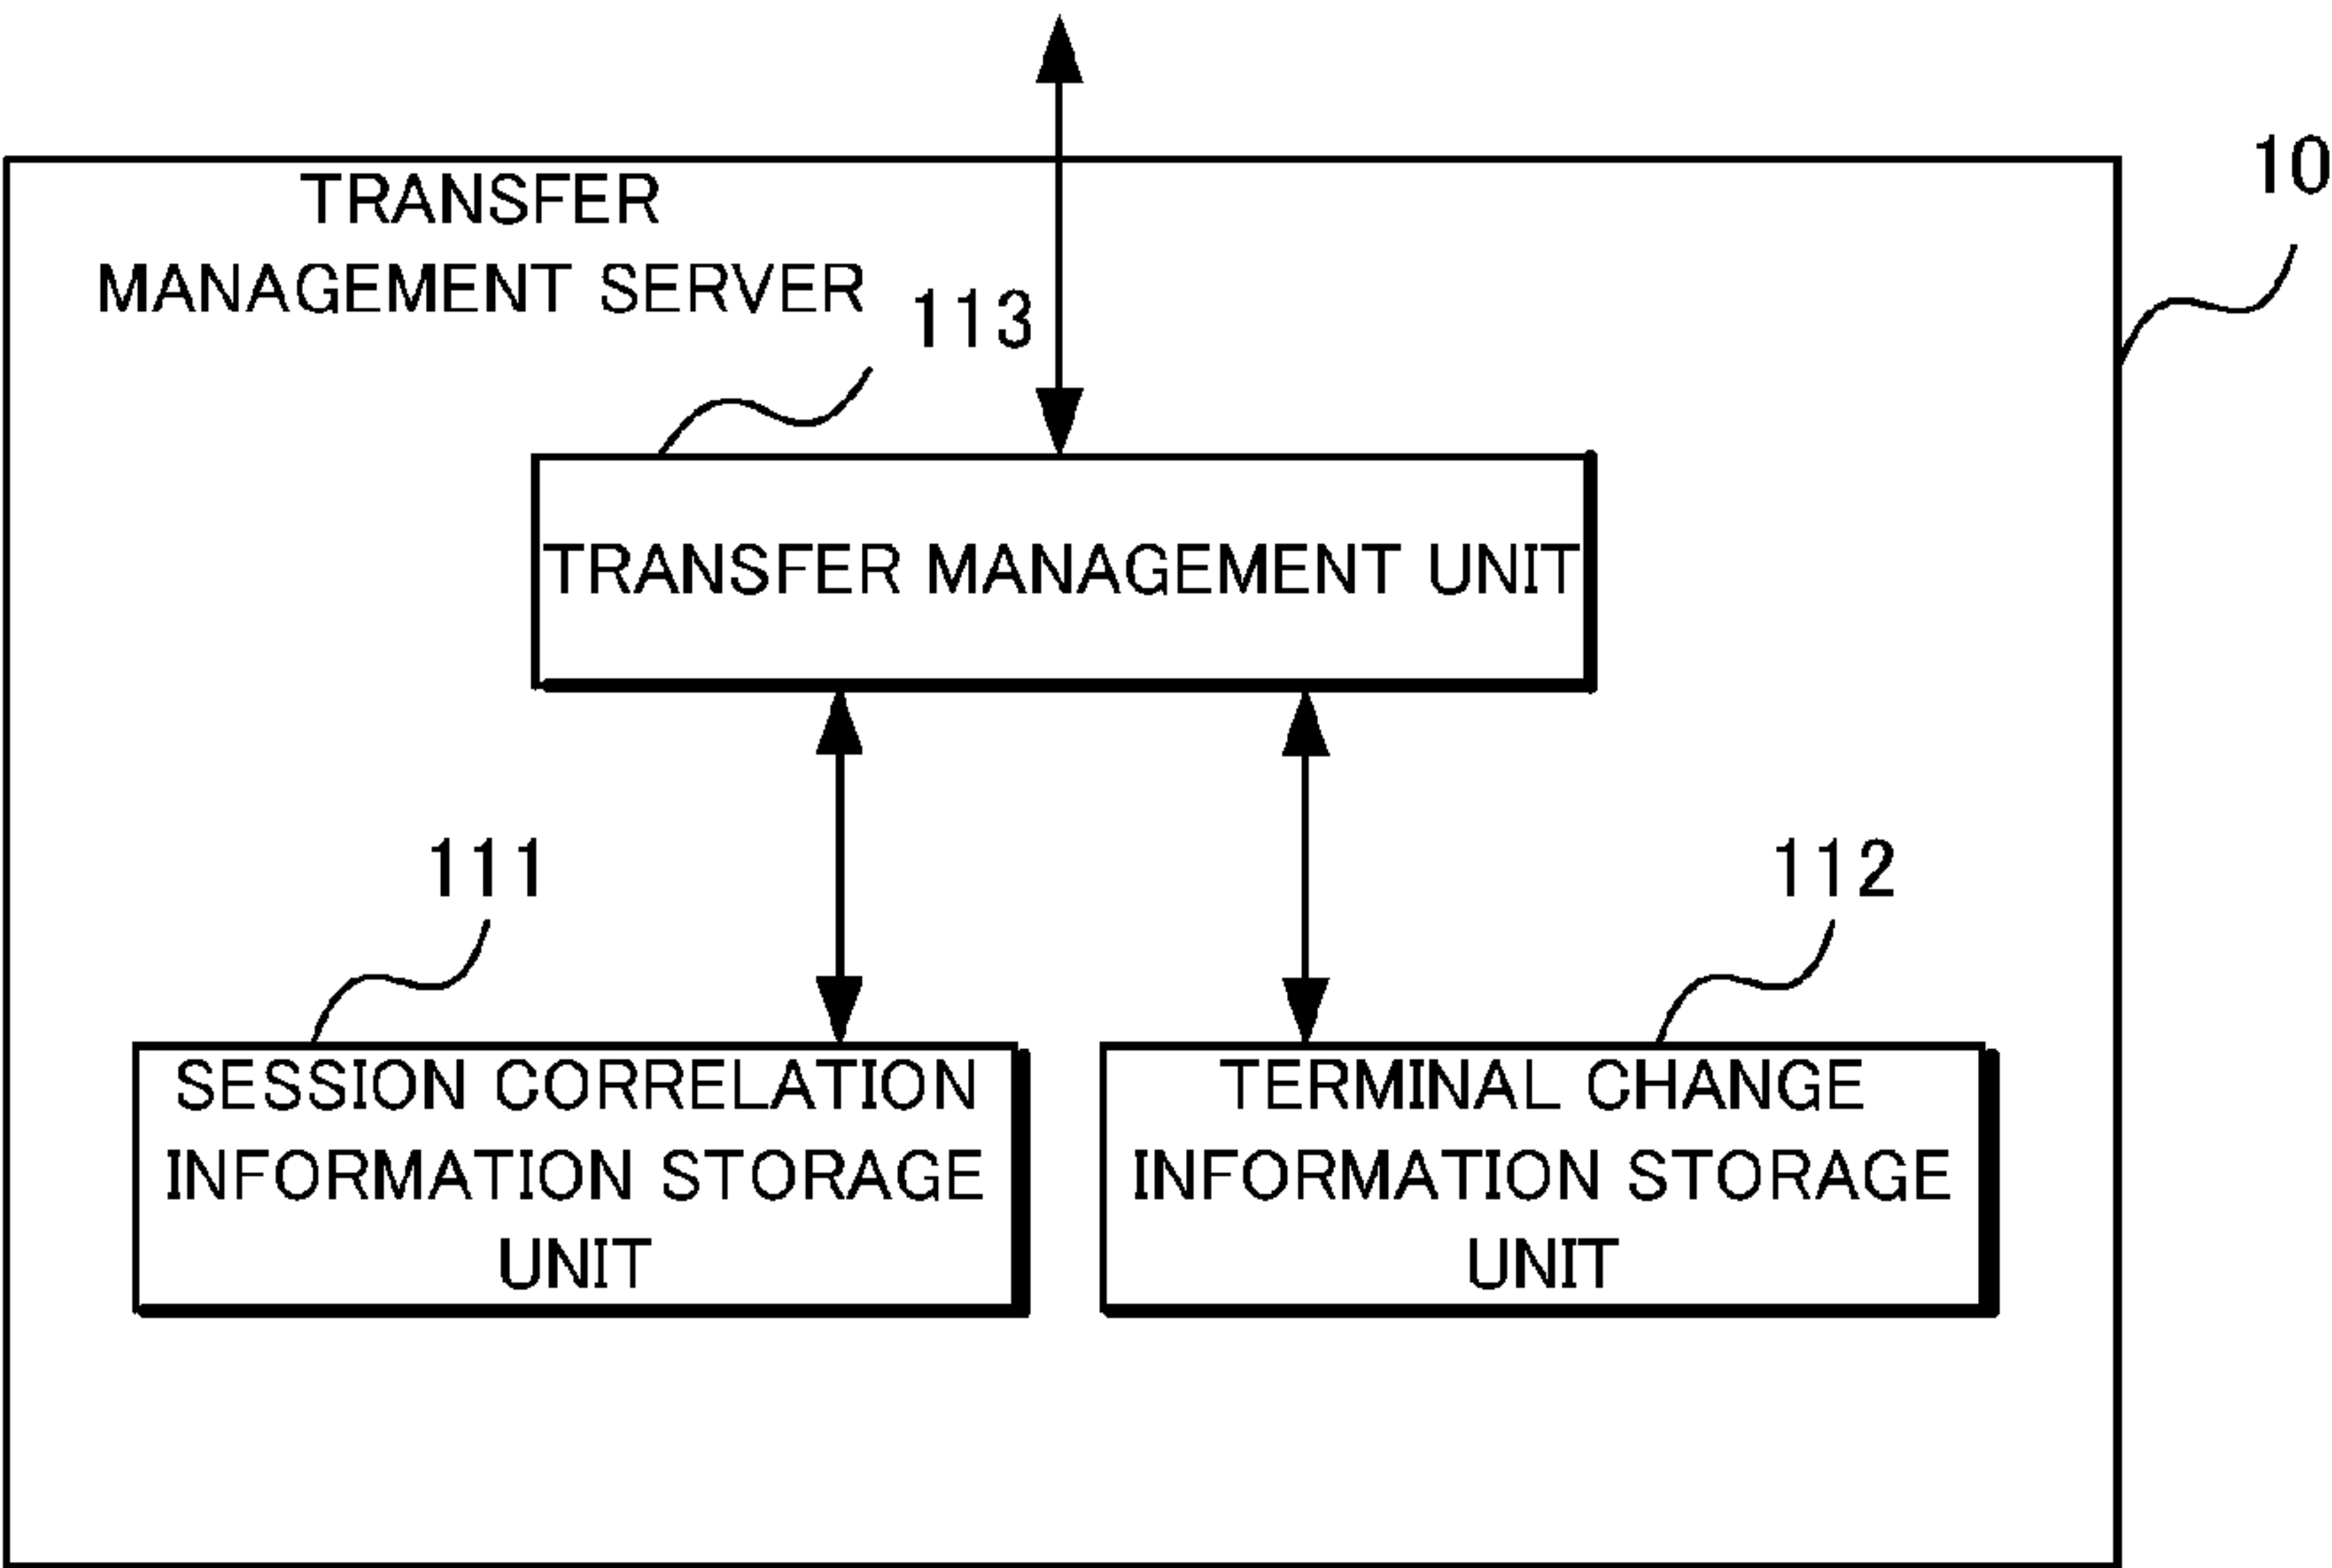 10
TRANSFER
MANAGEMENT SERVER
113
TRANSFER MANAGEMENT UNIT
111
112
SESSION CORRELATION
INFORMATION STORAGE
UNIT
TERMINAL CHANGE
INFORMATION STORAGE
UNIT